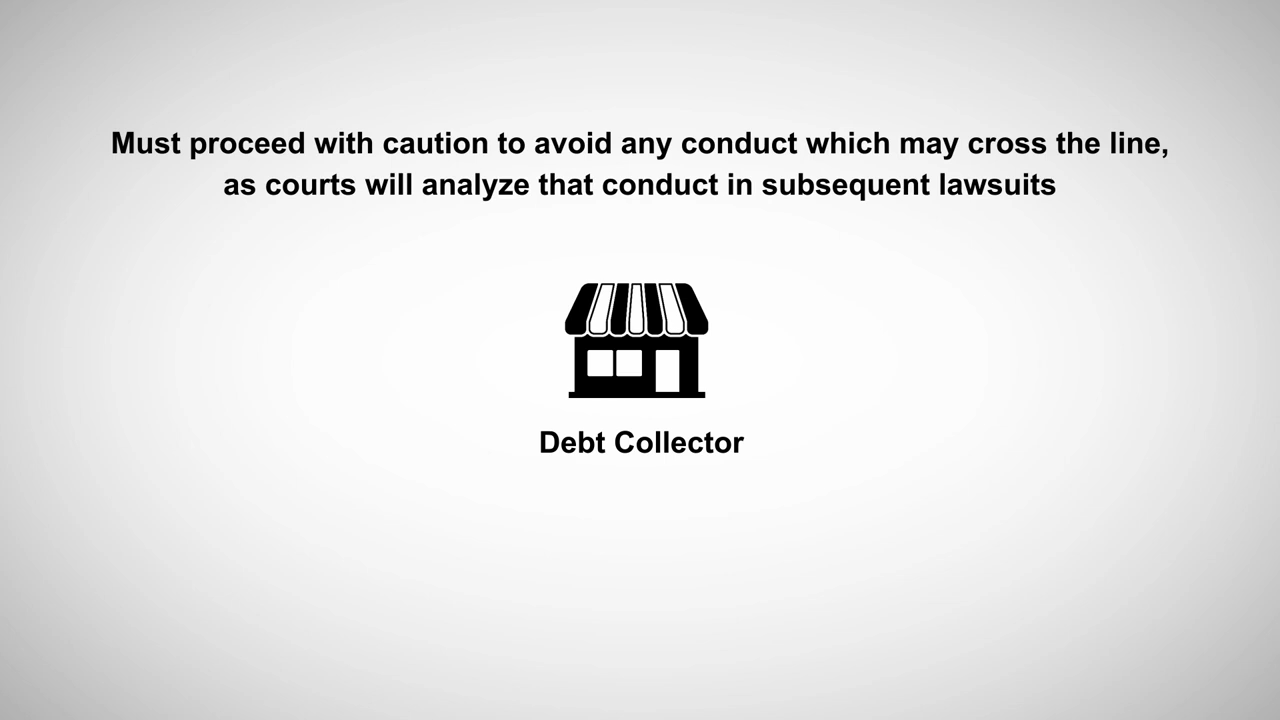 Must proceed with caution to avoid any conduct which may cross the line,
as courts will analyze that conduct in subsequent lawsuits
Debt Collector